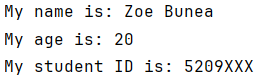 My name is: Zoe Bunea
My age is: 20
My student ID is: 5209XXX